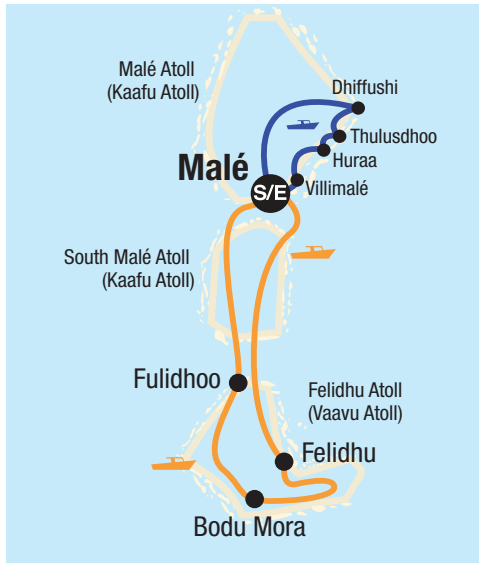 Malé Atoll
(Kaafu Atoll)
Dhiffushi
Thulusdhoo
Huraa
Malé
Villimalé
S/E
South Malé Atoll
(Kaafu Atoll)
Fulidhoo
Felidhu Atoll
(Vaavu Atoll)
Felidhu
Bodu Mora